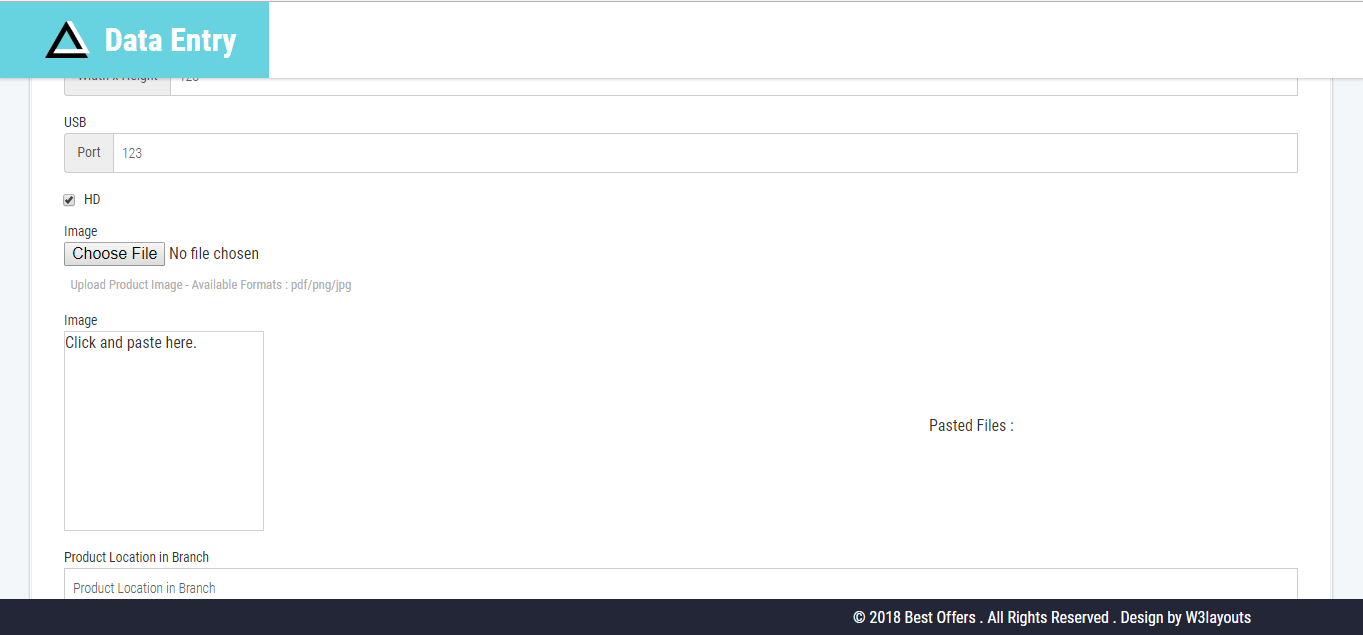 Data Entry
Width x Height 123
USB
Port 123
HD
Image
Choose File No file chosen
Upload Product Image - Available Formats : pdf/png/jpg
Image
Click and paste here.
Pasted Files :
Product Location in Branch
Product Location in Branch
© 2018 Best Offers . All Rights Reserved . Design by W3layouts